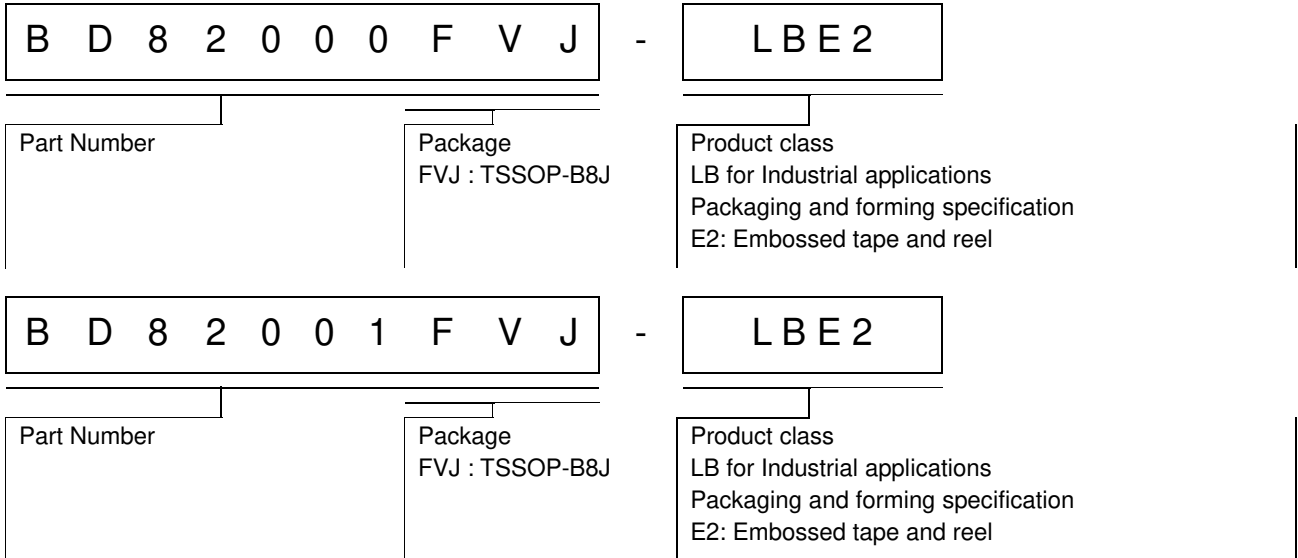 B D 8 2 0 0 0 F V J - L B E 2
Part Number
Package
FVJ : TSSOP-B8J
Product class
LB for Industrial applications
Packaging and forming specification
E2: Embossed tape and reel
B D 8 2 0 0 1 F V J - L B E 2
Part Number
Package
FVJ : TSSOP-B8J
Product class
LB for Industrial applications
Packaging and forming specification
E2: Embossed tape and reel